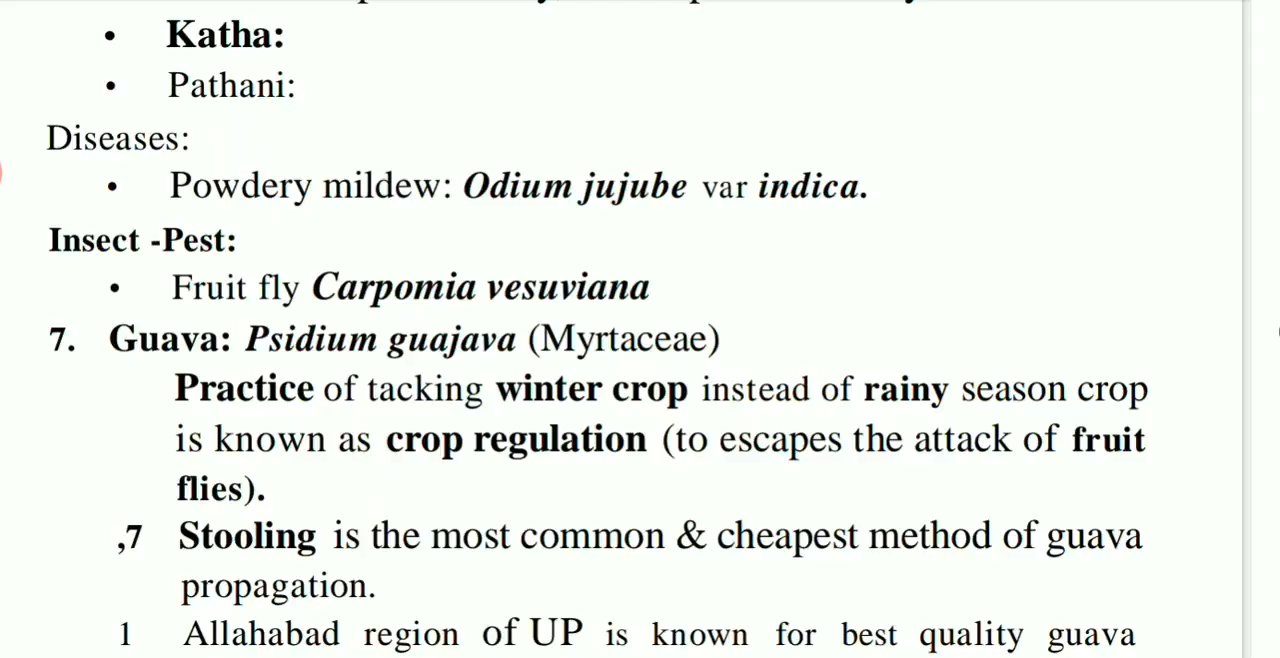 • Katha:
• Pathani:
Diseases:
• Powdery mildew: Odium jujube var indica.
Insect -Pest:
• Fruit fly Carpomia vesuviana
7. Guava: Psidium guajava (Myrtaceae)
Practice of tacking winter crop instead of rainy season crop
is known as crop regulation (to escapes the attack of fruit
flies).
,7 Stooling is the most common & cheapest method of guava
propagation.
1 Allahabad region of UP is known for best quality guava